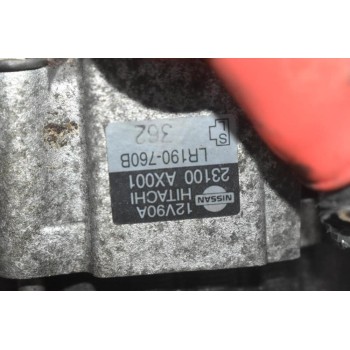 NISSAN
12V90A
HITACHI
23100 AX001
LR190-760B
S
362